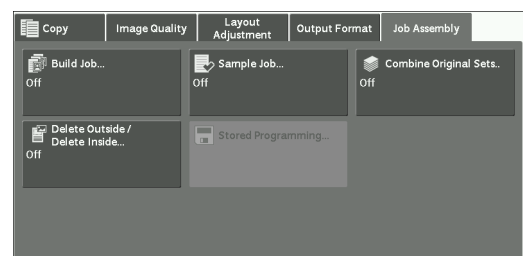 Copy
Image Quality
Layout
Adjustment
Output Format
Job Assembly
Build Job...
Off
Sample Job...
Off
Combine Original Sets..
Off
Delete Outside /
Delete Inside...
Off
Stored Programming...